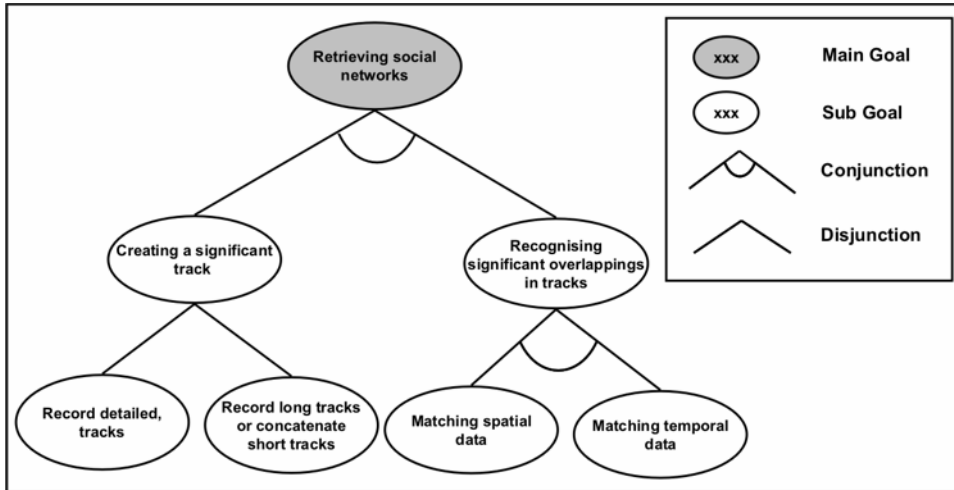 Retrieving social
networks
xxx
Main Goal
xxx
Sub Goal
Conjunction
Disjunction
Creating a significant
track
Recognising
significant overlappings
in tracks
Record detailed,
tracks
Record long tracks
or concatenate
short tracks
Matching spatial
data
Matching temporal
data